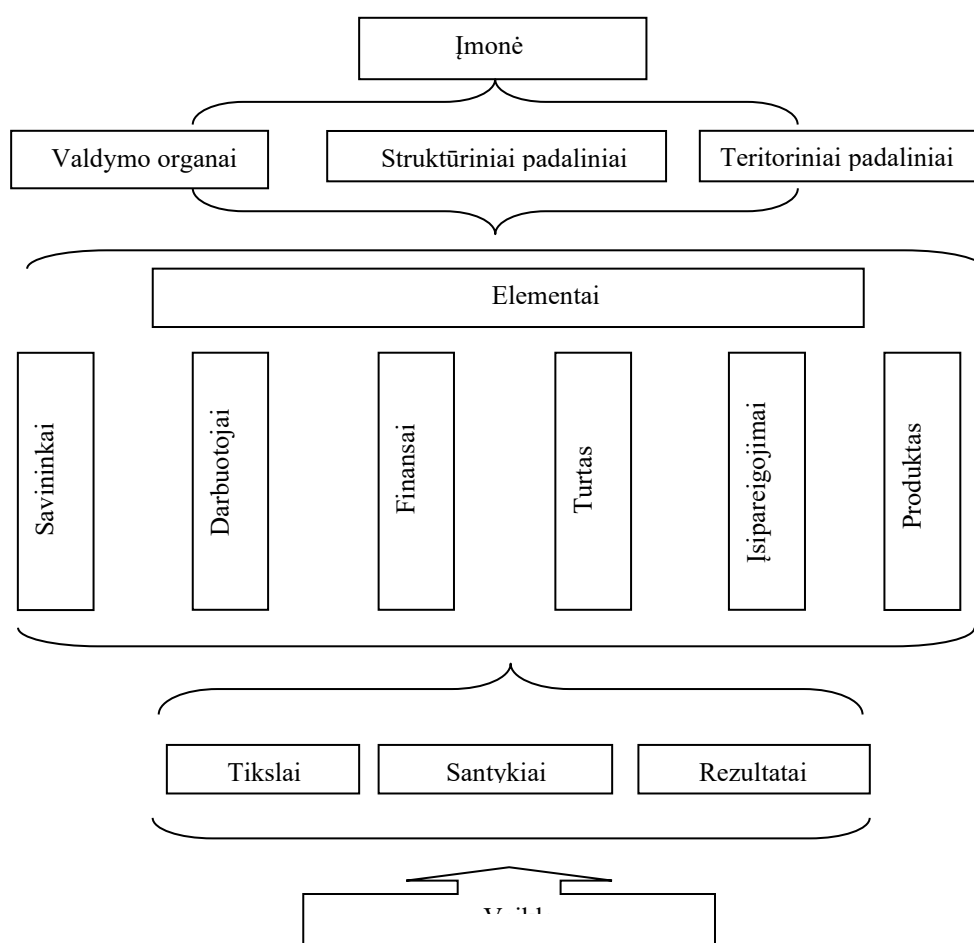 Įmonė
Valdymo organai
Struktūriniai padaliniai
Teritoriniai padaliniai
Elementai
Savininkai
Darbuotojai
Finansai
Turtas
Įsipareigojimai
Produktas
Tikslai
Santykiai
Rezultatai